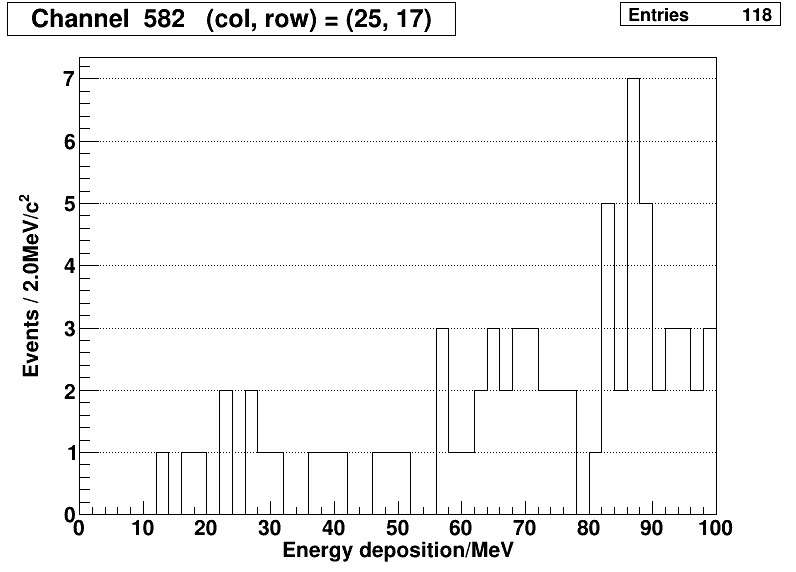 Channel 582 (col, row) = (25, 17)
Entries 118
7
6
5
4
3
2
1
0
Events / 2.0MeV/c²
0 10 20 30 40 50 60 70 80 90 100
Energy deposition/MeV